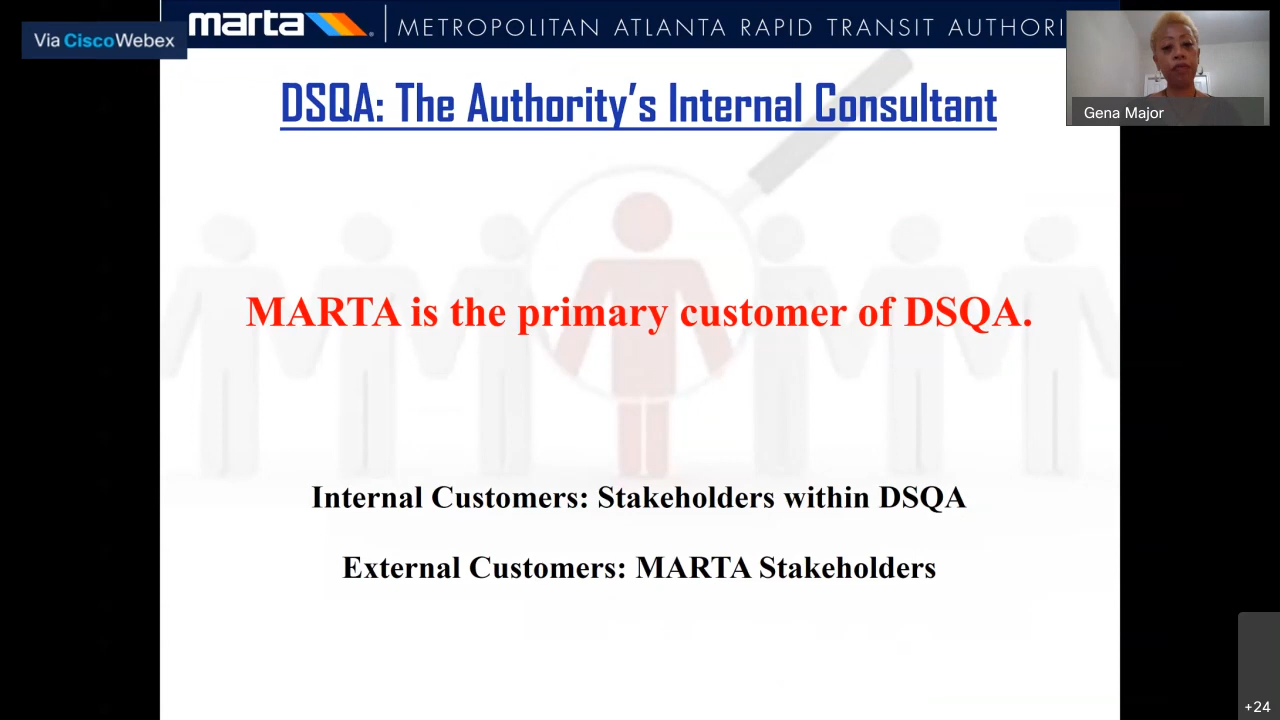 Via CiscoWebex
marta
METROPOLITAN ATLANTA RAPID TRANSIT AUTHORI
Gena Major
DSQA: The Authority's Internal Consultant
MARTA is the primary customer of DSQA.
Internal Customers: Stakeholders within DSQA
External Customers: MARTA Stakeholders
+24